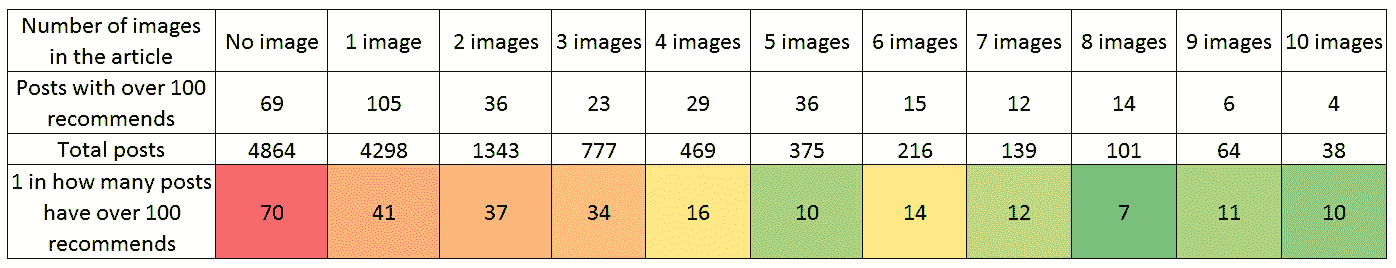 Number of images
in the article
No image
1 image
2 images
3 images
4 images
5 images
6 images
7 images
8 images
9 images
10 images
Posts with over 100
recommends
69
105
36
23
29
36
15
12
14
6
4
Total posts
4864
4298
1343
777
469
375
216
139
101
64
38
1 in how many posts
have over 100
recommends
70
41
37
34
16
10
14
12
7
11
10